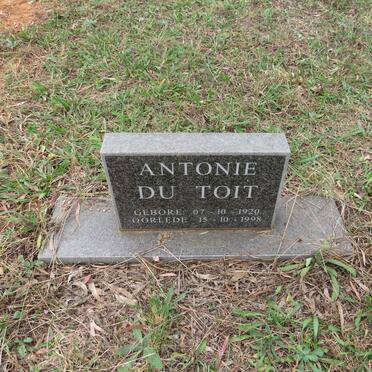 ANTONIE
DU TOIT
GEBORE 07 - 10 - 1920
OORLEDE 15 - 10 - 1998